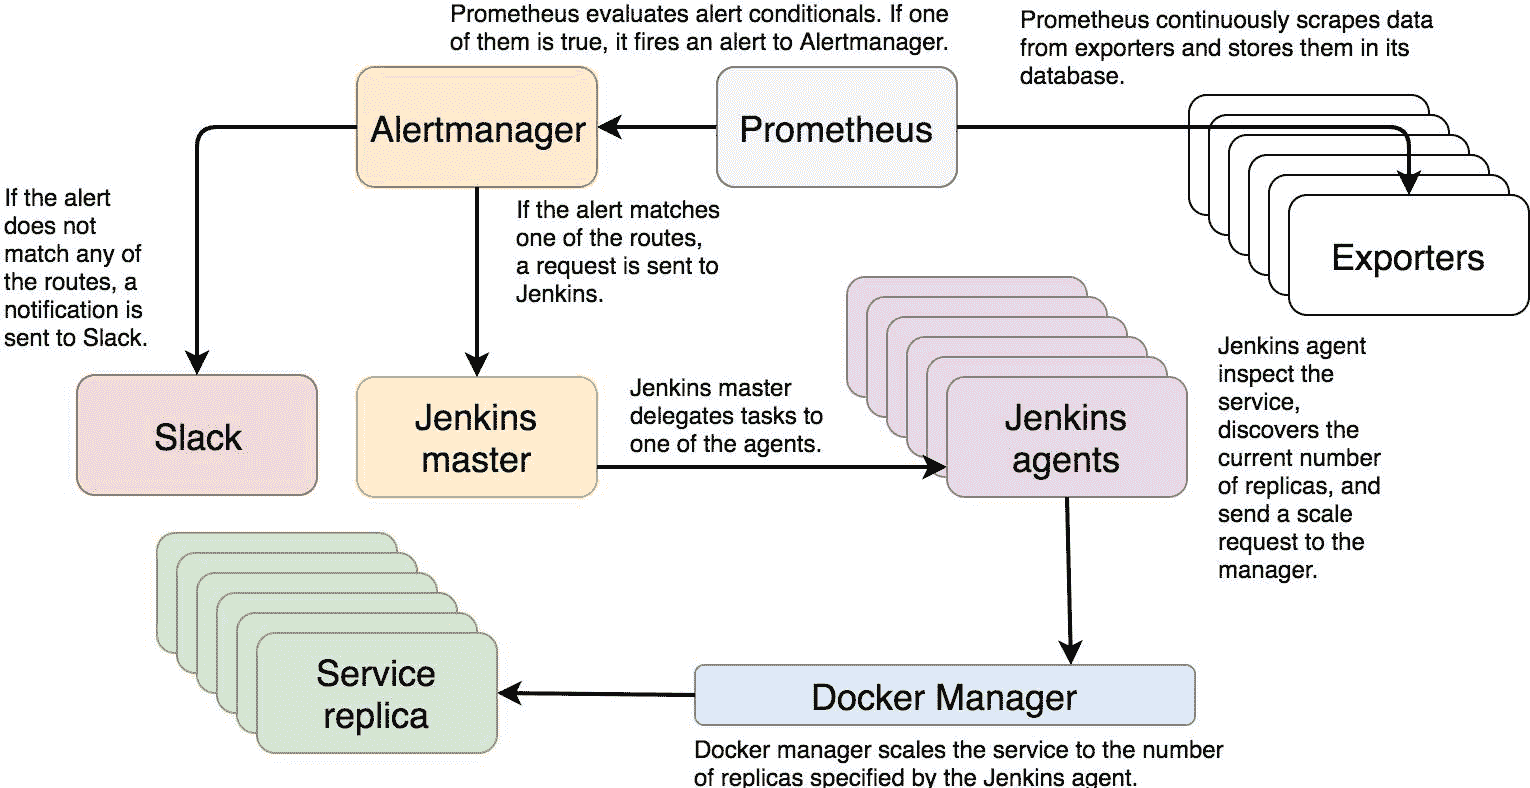 Prometheus evaluates alert conditionals. If one
of them is true, it fires an alert to Alertmanager.
Prometheus continuously scrapes data
from exporters and stores them in its
database.
Alertmanager
Prometheus
Exporters
If the alert
does not
match any of
the routes, a
notification is
sent to Slack.
If the alert matches
one of the routes,
a request is sent to
Jenkins.
Slack
Jenkins
master
Jenkins master
delegates tasks to
one of the agents.
Jenkins
agents
Jenkins agent
inspect the
service,
discovers the
current number
of replicas, and
send a scale
request to the
manager.
Service
replica
Docker Manager
Docker manager scales the service to the number
of replicas specified by the Jenkins agent.